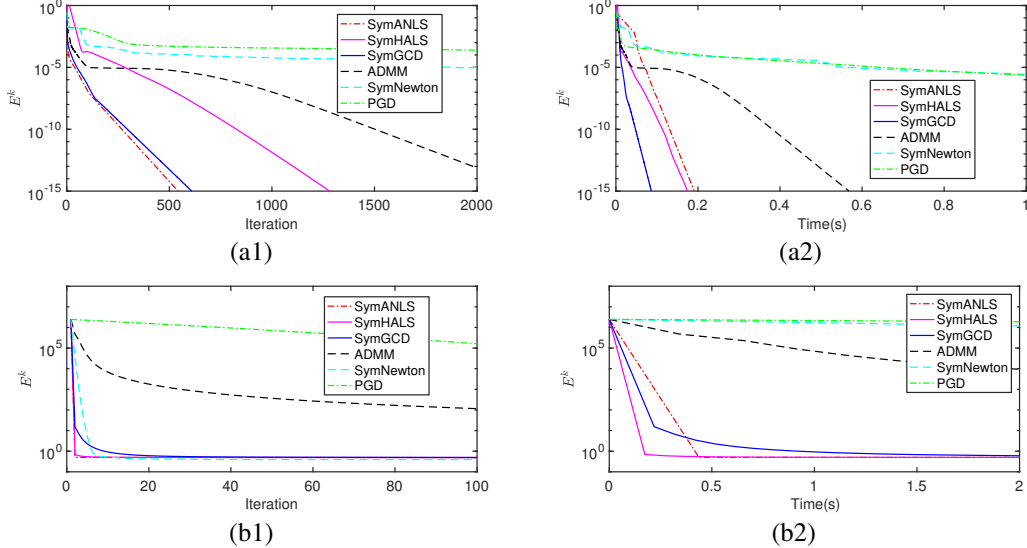 10^0
10^-5
10^-10
10^-15
E^k
0
500
1000
1500
2000
Iteration
SymANLS
SymHALS
SymGCD
ADMM
SymNewton
PGD
(a1)
10^0
10^-5
10^-10
10^-15
E^k
0
0.2
0.4
0.6
0.8
1
Time(s)
SymANLS
SymHALS
SymGCD
ADMM
SymNewton
PGD
(a2)
10^5
10^0
E^k
0
20
40
60
80
100
Iteration
SymANLS
SymHALS
SymGCD
ADMM
SymNewton
PGD
(b1)
10^5
10^0
E^k
0
0.5
1
1.5
2
Time(s)
SymANLS
SymHALS
SymGCD
ADMM
SymNewton
PGD
(b2)